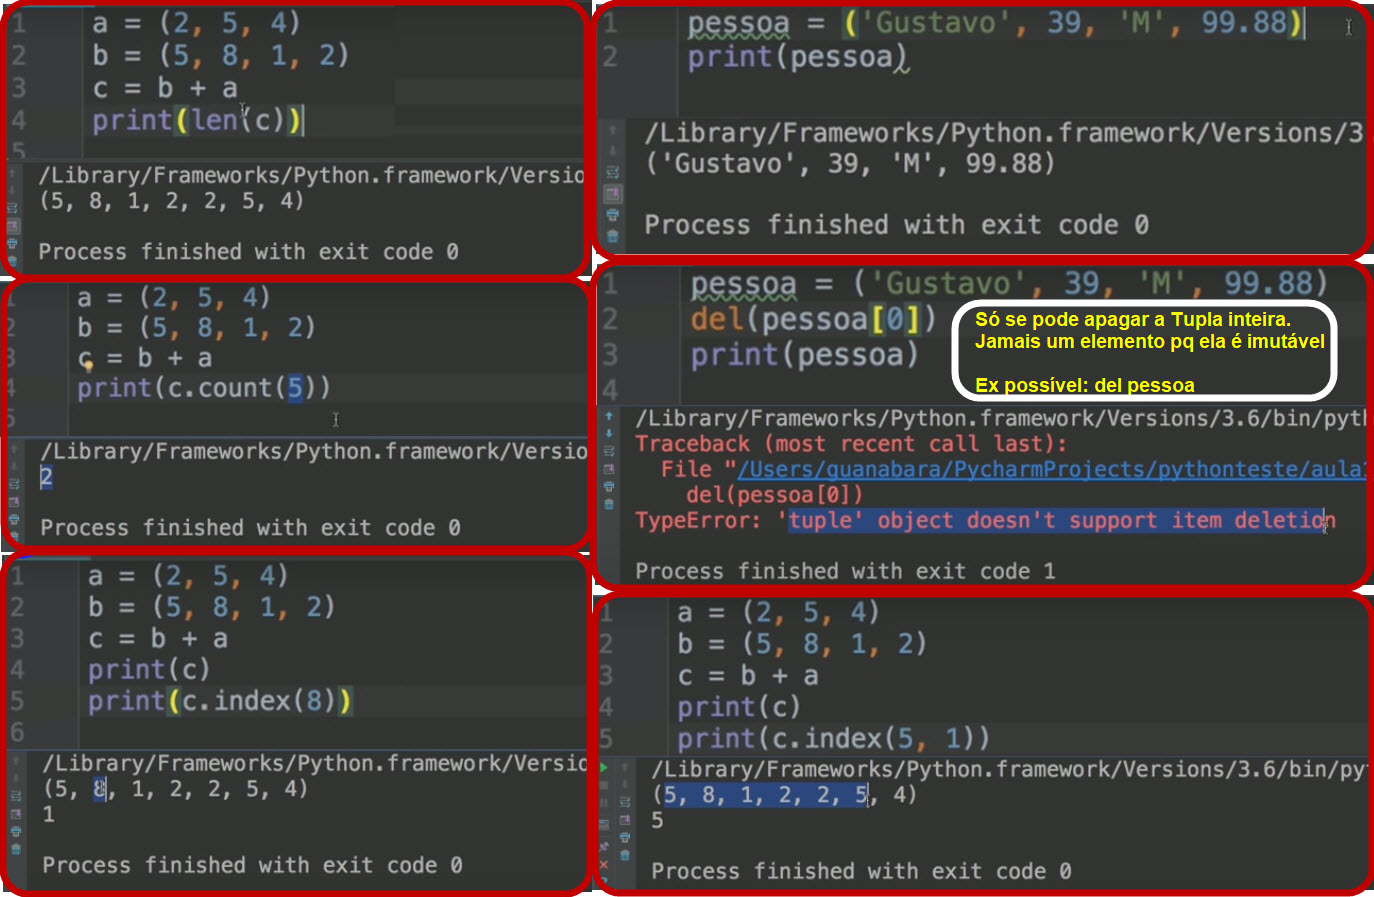 1 a = (2, 5, 4)
2 b = (5, 8, 1, 2)
3 c = b + a
4 print(len(c))
5
/Library/Frameworks/Python.framework/Versio
(5, 8, 1, 2, 2, 5, 4)
Process finished with exit code 0
1 pessoa = ('Gustavo', 39, 'M', 99.88)
2 print(pessoa)
/Library/Frameworks/Python.framework/Versions/3
('Gustavo', 39, 'M', 99.88)
Process finished with exit code 0
1 a = (2, 5, 4)
2 b = (5, 8, 1, 2)
3 c = b + a
4 print(c.count(5))
5
/Library/Frameworks/Python.framework/Versio
2
Process finished with exit code 0
1 pessoa = ('Gustavo', 39, 'M', 99.88)
2 del(pessoa[0])
3 print(pessoa)
4
Só se pode apagar a Tupla inteira.
Jamais um elemento pq ela é imutável
Ex possível: del pessoa
/Library/Frameworks/Python.framework/Versions/3.6/bin/pyth
Traceback (most recent call last):
File "/Users/guanabara/PycharmProjects/pythonteste/aula1
del(pessoa[0])
TypeError: 'tuple' object doesn't support item deletion
Process finished with exit code 1
1 a = (2, 5, 4)
2 b = (5, 8, 1, 2)
3 c = b + a
4 print(c)
5 print(c.index(8))
6
/Library/Frameworks/Python.framework/Versio
(5, 8, 1, 2, 2, 5, 4)
1
Process finished with exit code 0
1 a = (2, 5, 4)
2 b = (5, 8, 1, 2)
3 c = b + a
4 print(c)
5 print(c.index(5, 1))
/Library/Frameworks/Python.framework/Versions/3.6/bin/py
(5, 8, 1, 2, 2, 5, 4)
5
Process finished with exit code 0